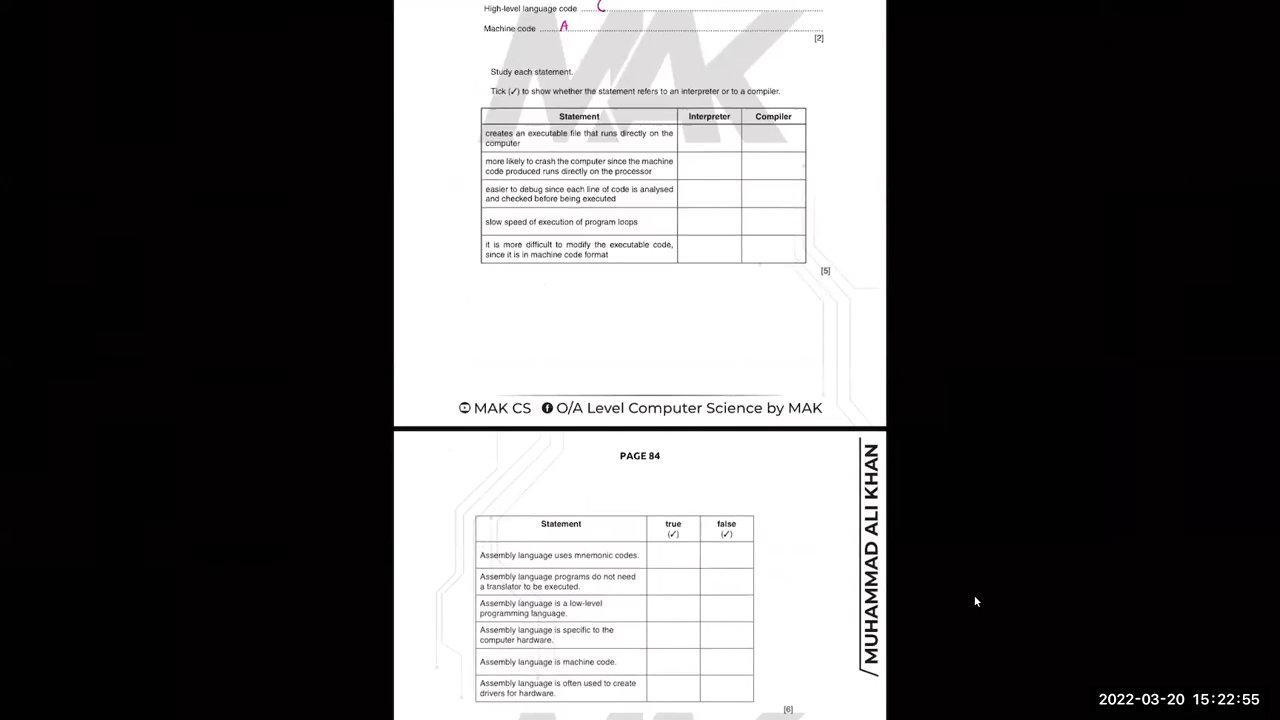 High-level language code ........ C ........
Machine code ........ A ........
[2]
Study each statement.
Tick (✓) to show whether the statement refers to an interpreter or to a compiler.
Statement Interpreter Compiler
creates an executable file that runs directly on the
computer
more likely to crash the computer since the machine
code produced runs directly on the processor
easier to debug since each line of code is analysed
and checked before being executed
slow speed of execution of program loops
it is more difficult to modify the executable code,
since it is in machine code format
[5]
MAK
MAK CS O/A Level Computer Science by MAK
PAGE 84
MUHAMMAD ALI KHAN
Statement true false
(✓) (✓)
Assembly language uses mnemonic codes.
Assembly language programs do not need
a translator to be executed.
Assembly language is a low-level
programming language.
Assembly language is specific to the
computer hardware.
Assembly language is machine code.
Assembly language is often used to create
drivers for hardware.
[6]
2022-03-20 15:22:55